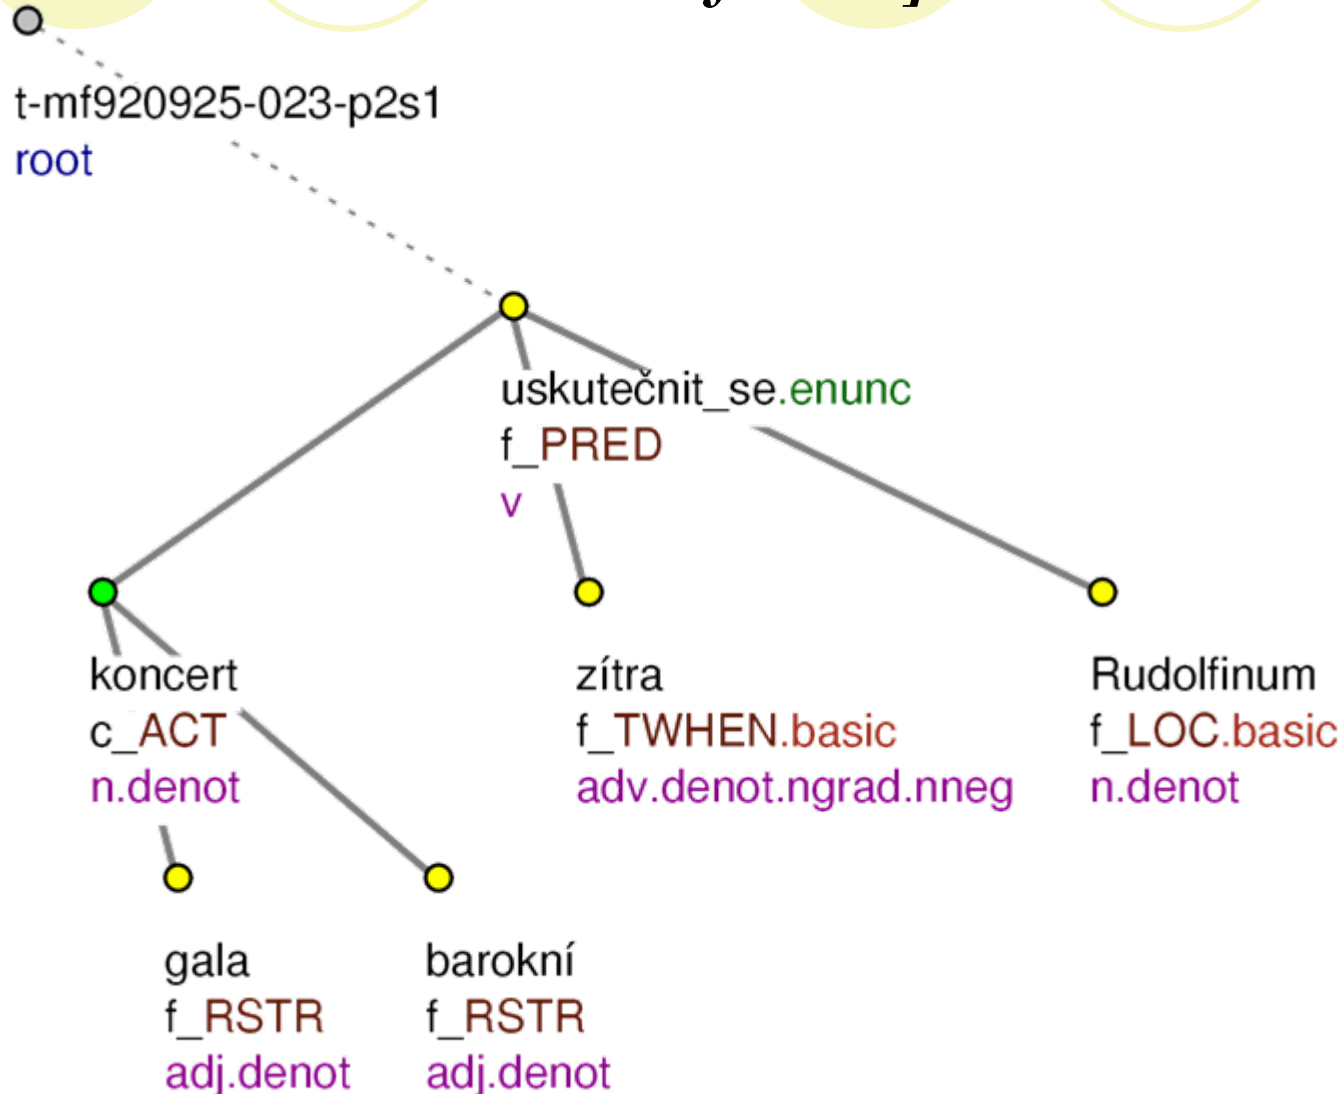 t-mf920925-023-p2s1
root
uskutečnit_se.enunc
f_PRED
v
koncert
c_ACT
n.denot
zítra
f_TWHEN.basic
adv.denot.ngrad.nneg
Rudolfinum
f_LOC.basic
n.denot
gala
f_RSTR
adj.denot
barokní
f_RSTR
adj.denot